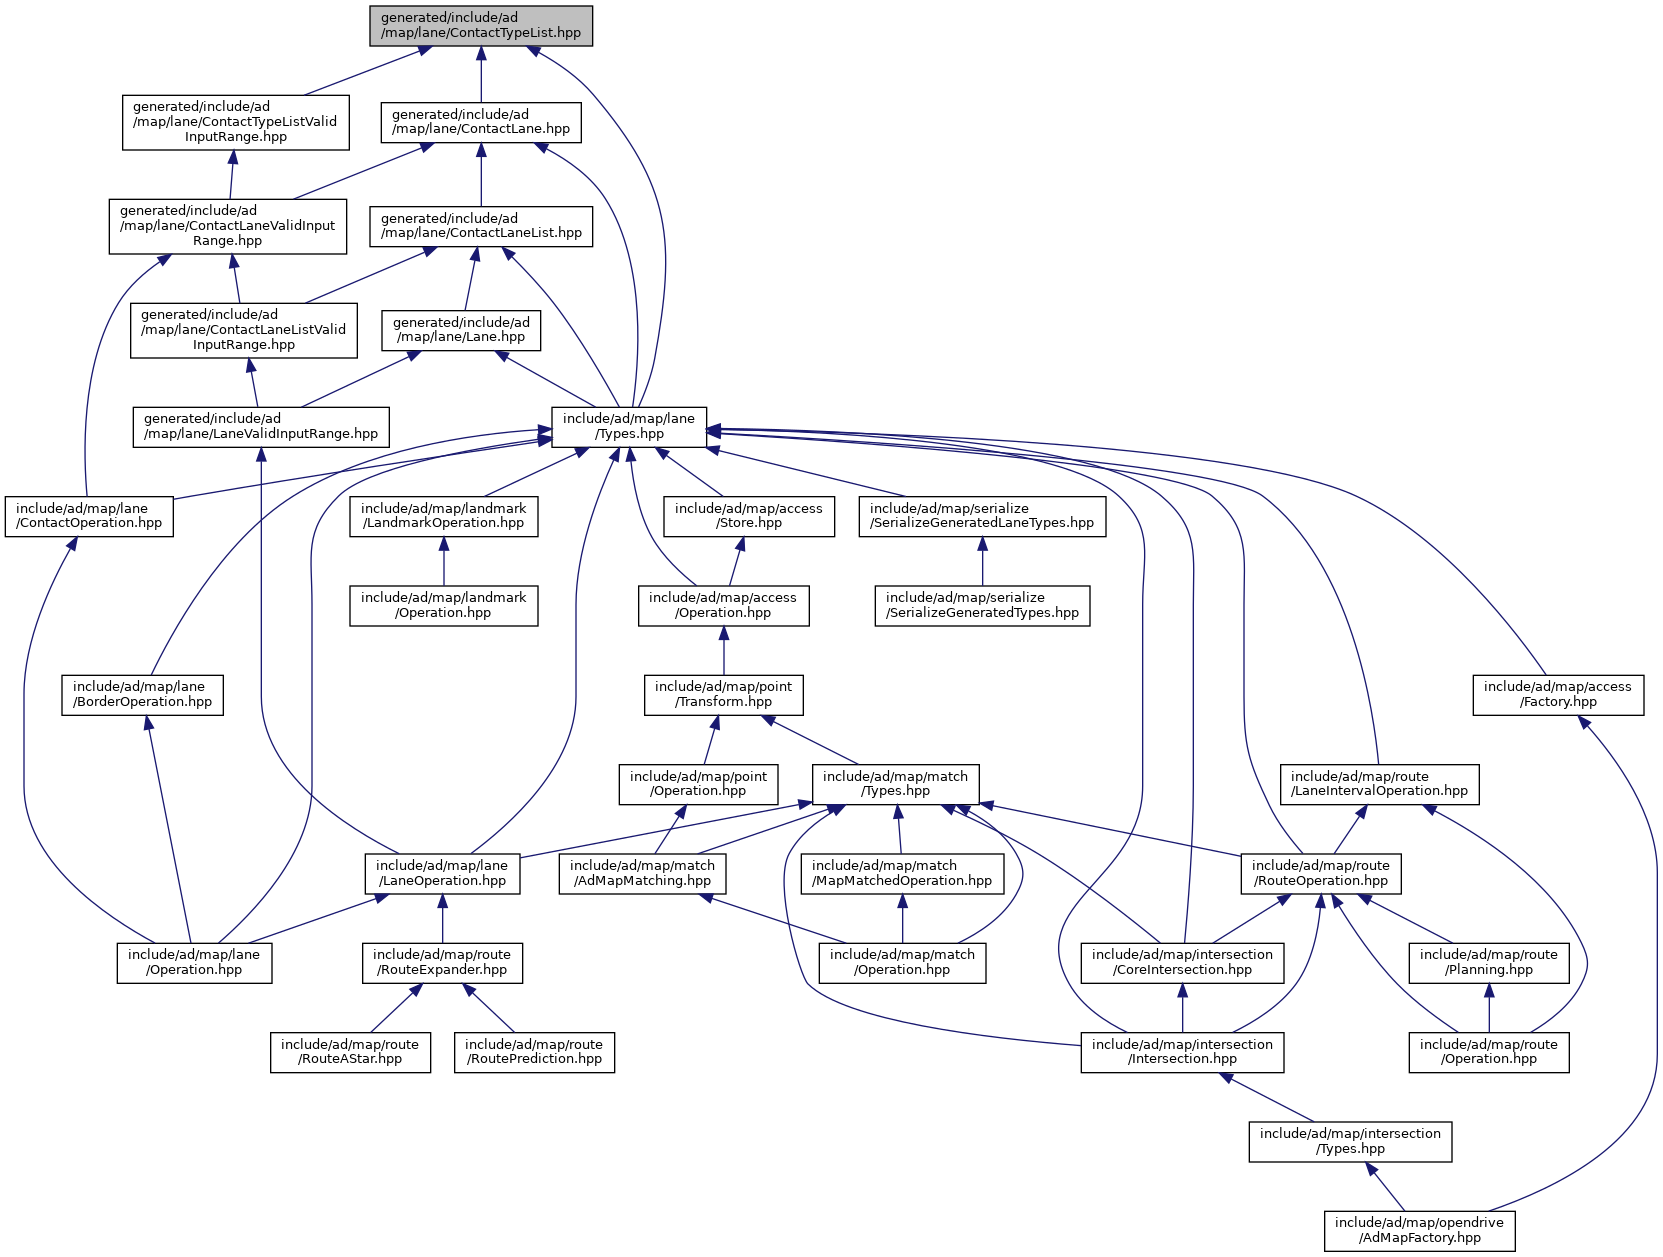 generated/include/ad
/map/lane/ContactTypeList.hpp
generated/include/ad
/map/lane/ContactTypeListValid
InputRange.hpp
generated/include/ad
/map/lane/ContactLane.hpp
generated/include/ad
/map/lane/ContactLaneValidInput
Range.hpp
generated/include/ad
/map/lane/ContactLaneList.hpp
generated/include/ad
/map/lane/ContactLaneListValid
InputRange.hpp
generated/include/ad
/map/lane/Lane.hpp
generated/include/ad
/map/lane/LaneValidInputRange.hpp
include/ad/map/lane
/Types.hpp
include/ad/map/lane
/ContactOperation.hpp
include/ad/map/landmark
/LandmarkOperation.hpp
include/ad/map/access
/Store.hpp
include/ad/map/serialize
/SerializeGeneratedLaneTypes.hpp
include/ad/map/landmark
/Operation.hpp
include/ad/map/access
/Operation.hpp
include/ad/map/serialize
/SerializeGeneratedTypes.hpp
include/ad/map/lane
/BorderOperation.hpp
include/ad/map/point
/Transform.hpp
include/ad/map/access
/Factory.hpp
include/ad/map/point
/Operation.hpp
include/ad/map/match
/Types.hpp
include/ad/map/route
/LaneIntervalOperation.hpp
include/ad/map/lane
/LaneOperation.hpp
include/ad/map/match
/AdMapMatching.hpp
include/ad/map/match
/MapMatchedOperation.hpp
include/ad/map/route
/RouteOperation.hpp
include/ad/map/lane
/Operation.hpp
include/ad/map/route
/RouteExpander.hpp
include/ad/map/match
/Operation.hpp
include/ad/map/intersection
/CoreIntersection.hpp
include/ad/map/route
/Planning.hpp
include/ad/map/route
/RouteAStar.hpp
include/ad/map/route
/RoutePrediction.hpp
include/ad/map/intersection
/Intersection.hpp
include/ad/map/route
/Operation.hpp
include/ad/map/intersection
/Types.hpp
include/ad/map/opendrive
/AdMapFactory.hpp